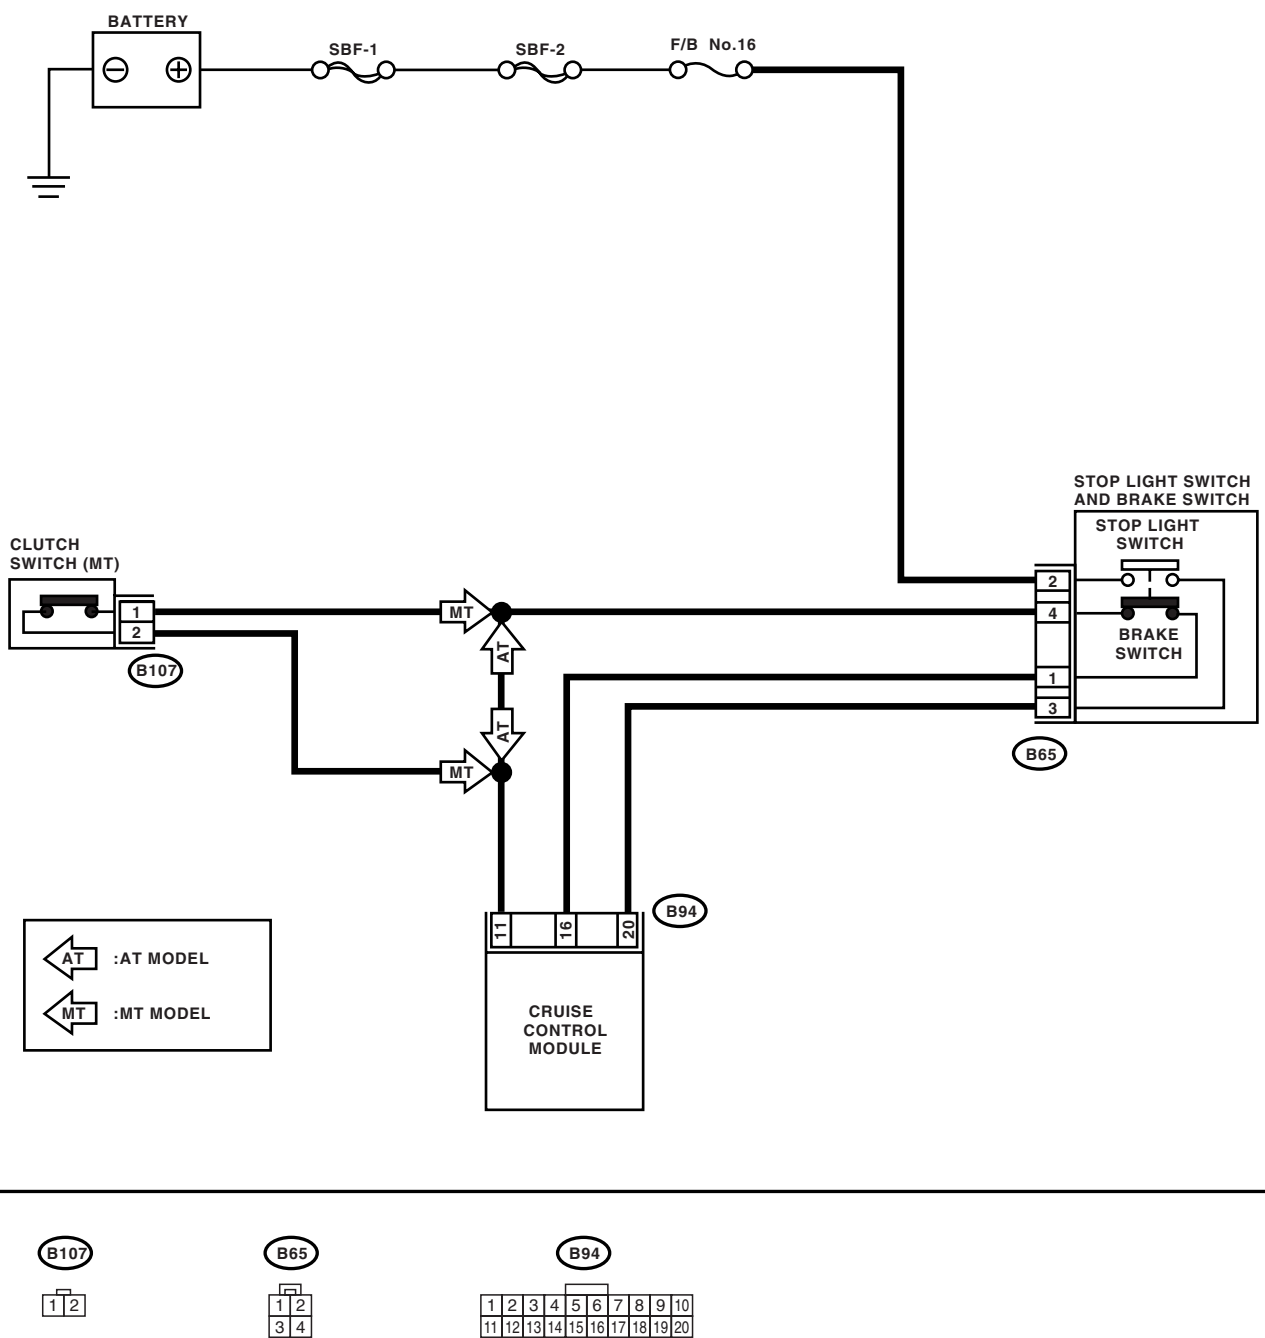 BATTERY
SBF-1
SBF-2
F/B No.16
STOP LIGHT SWITCH
AND BRAKE SWITCH
STOP LIGHT
SWITCH
2
4
BRAKE
SWITCH
1
3
B65
CLUTCH
SWITCH (MT)
1
2
B107
MT
AT
AT
MT
B94
11
16
20
CRUISE
CONTROL
MODULE
AT :AT MODEL
MT :MT MODEL
B107
1 2
B65
1 2
3 4
B94
1 2 3 4 5 6 7 8 9 10
11 12 13 14 15 16 17 18 19 20